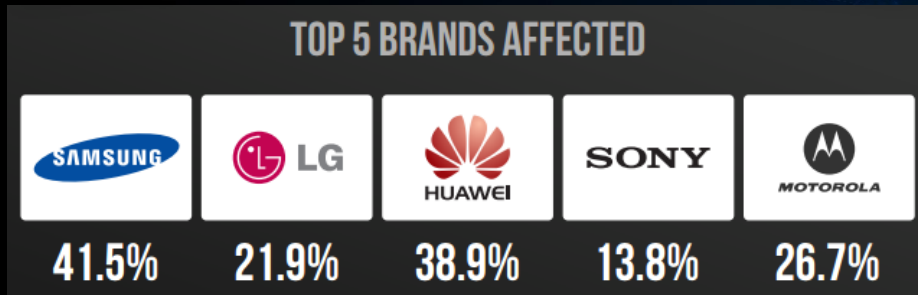 TOP 5 BRANDS AFFECTED
SAMSUNG
LG
HUAWEI
SONY
MOTOROLA
41.5%
21.9%
38.9%
13.8%
26.7%